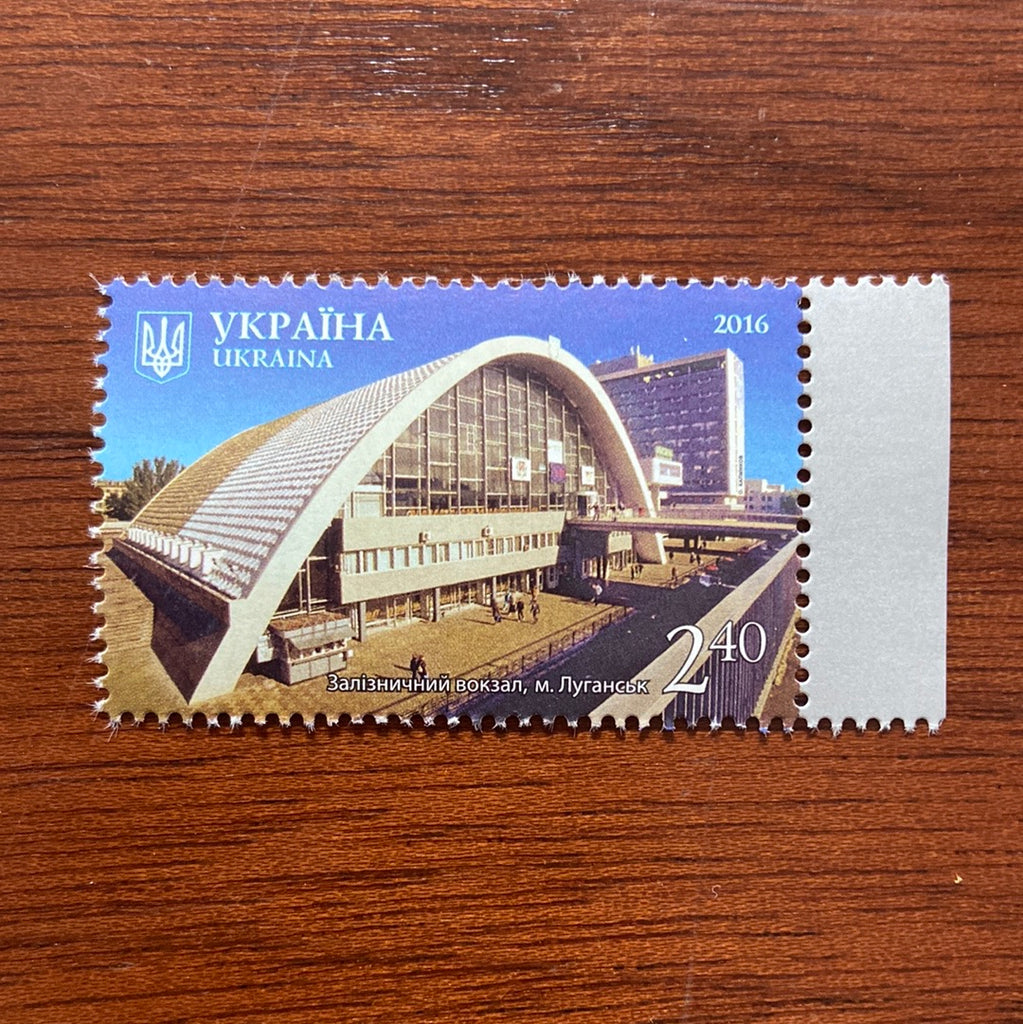 УКРАЇНА
UKRAINA
2016
Залізничний вокзал, м. Луганськ
2 40